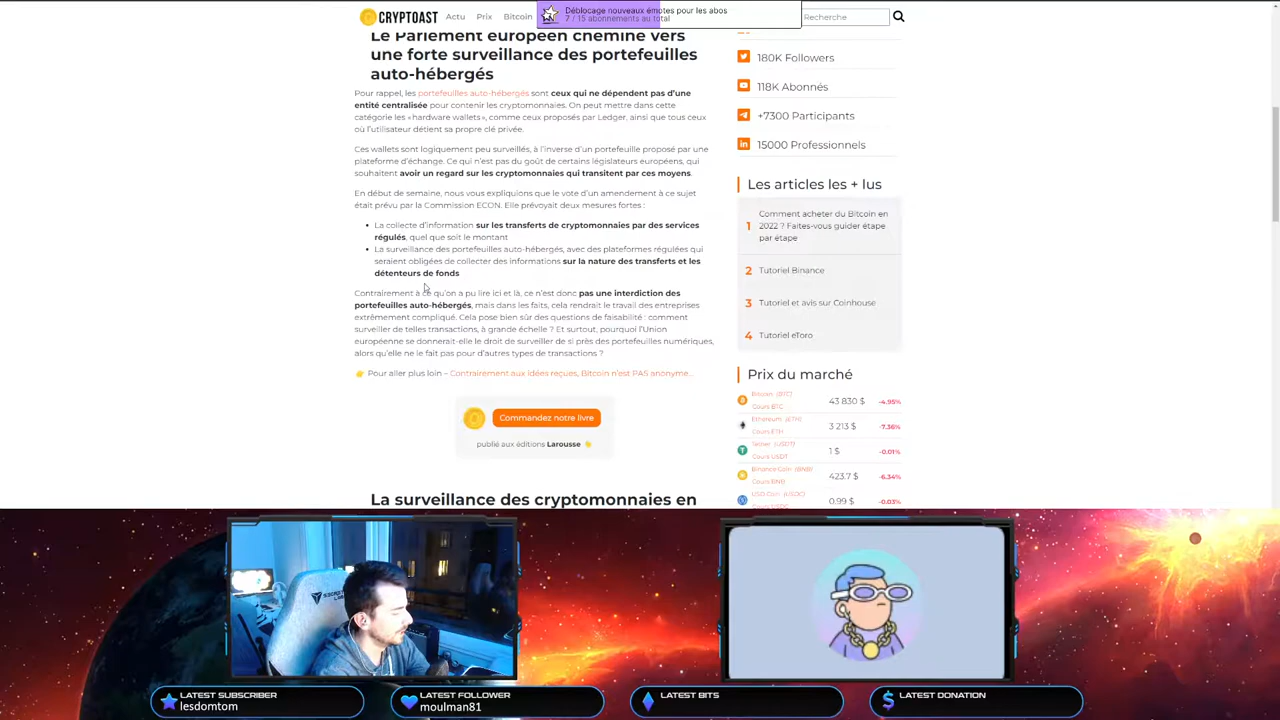 CRYPTOAST
Actu
Prix
Bitcoin
Déblocage nouveaux émotes pour les abos
7 / 15 abonnements au total
Recherche
Le Parlement européen chemine vers
une forte surveillance des portefeuilles
auto-hébergés
Pour rappel, les portefeuilles auto-hébergés sont ceux qui ne dépendent pas d'une
entité centralisée pour contenir les cryptomonnaies. On peut mettre dans cette
catégorie les « hardware wallets », comme ceux proposés par Ledger, ainsi que tous ceux
où l'utilisateur détient sa propre clé privée.
Ces wallets sont logiquement peu surveillés, à l'inverse d'un portefeuille proposé par une
plateforme d'échange. Ce qui n'est pas du goût de certains législateurs européens, qui
souhaitent avoir un regard sur les cryptomonnaies qui transitent par ces moyens.
En début de semaine, nous vous expliquions que le vote d'un amendement à ce sujet
était prévu par la Commission ECON. Elle prévoyait deux mesures fortes :
La collecte d'information sur les transferts de cryptomonnaies par des services
régulés, quel que soit le montant
La surveillance des portefeuilles auto-hébergés, avec des plateformes régulées qui
seraient obligées de collecter des informations sur la nature des transferts et les
détenteurs de fonds
Contrairement à ce qu'on a pu lire ici et là, ce n'est donc pas une interdiction des
portefeuilles auto-hébergés, mais dans les faits, cela rendrait le travail des entreprises
extrêmement compliqué. Cela pose bien sûr des questions de faisabilité : comment
surveiller de telles transactions, à grande échelle ? Et surtout, pourquoi l'Union
européenne se donnerait-elle le droit de surveiller de si près des portefeuilles numériques,
alors qu'elle ne le fait pas pour d'autres types de transactions ?
👉 Pour aller plus loin – Contrairement aux idées reçues, Bitcoin n'est PAS anonyme...
Commandez notre livre
publié aux éditions Larousse 👋
La surveillance des cryptomonnaies en
180K Followers
118K Abonnés
+7300 Participants
15000 Professionnels
Les articles les + lus
1 Comment acheter du Bitcoin en
2022 ? Faites-vous guider étape
par étape
2 Tutoriel Binance
3 Tutoriel et avis sur Coinhouse
4 Tutoriel eToro
Prix du marché
Bitcoin (BTC)
Cours BTC
43 830 $
-4.95%
Ethereum (ETH)
Cours ETH
3 213 $
-7.36%
Tether (USDT)
Cours USDT
1 $
-0.01%
Binance Coin (BNB)
Cours BNB
423.7 $
-6.34%
USD Coin (USDC)
Cours USDC
0.99 $
-0.03%
LATEST SUBSCRIBER
lesdomtom
LATEST FOLLOWER
moulman81
LATEST BITS
LATEST DONATION